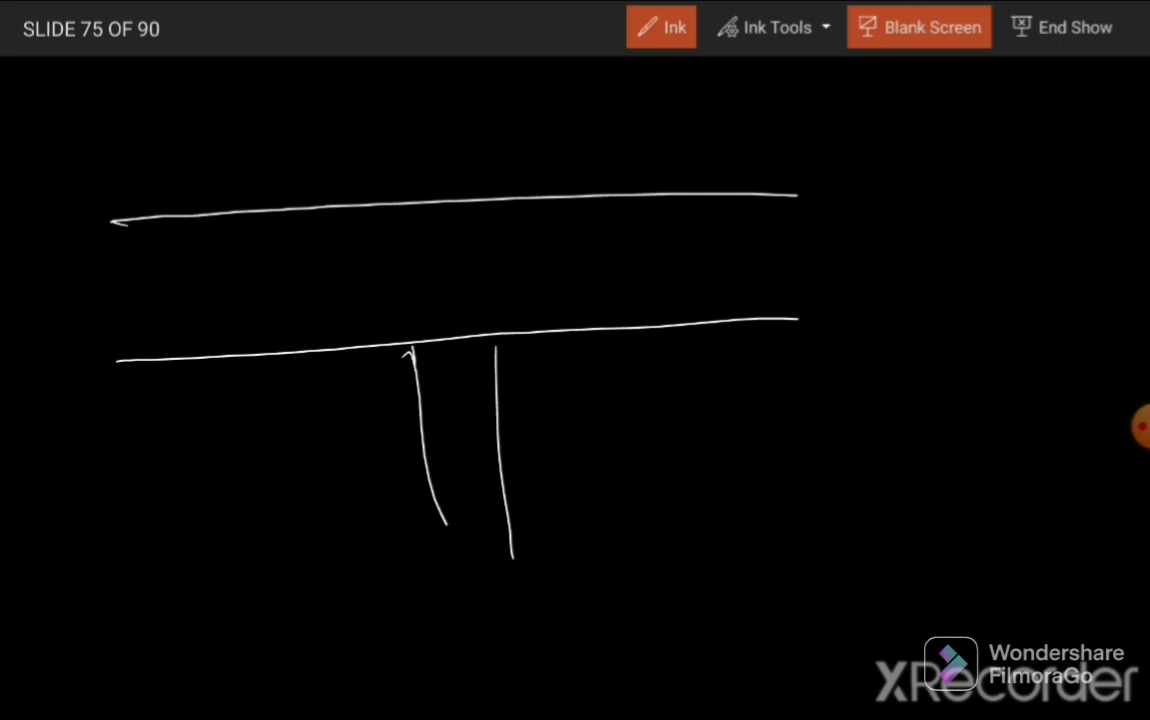 SLIDE 75 OF 90
Ink
Ink Tools
Blank Screen
End Show
Wondershare
FilmoraGo
XRecorder